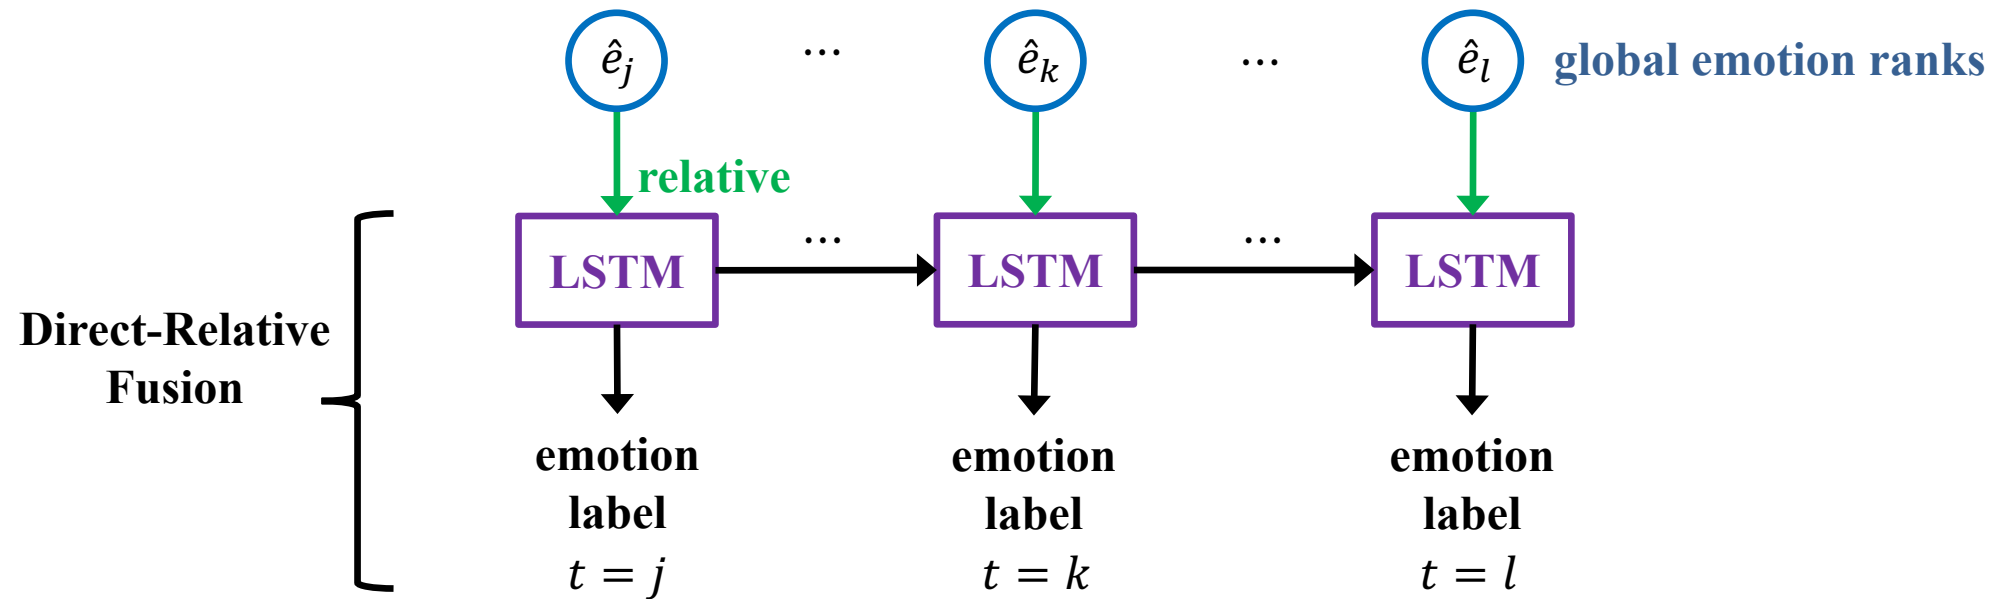 ê_j ... ê_k ... ê_l global emotion ranks
relative
... ...
LSTM LSTM LSTM
Direct-Relative
Fusion
emotion emotion emotion
label label label
t = j t = k t = l